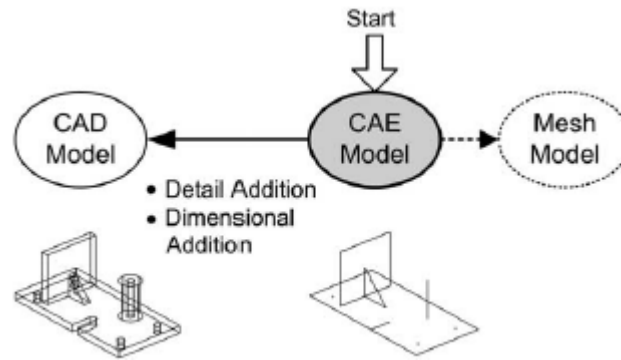 Start
CAD
Model
CAE
Model
Mesh
Model
• Detail Addition
• Dimensional
Addition